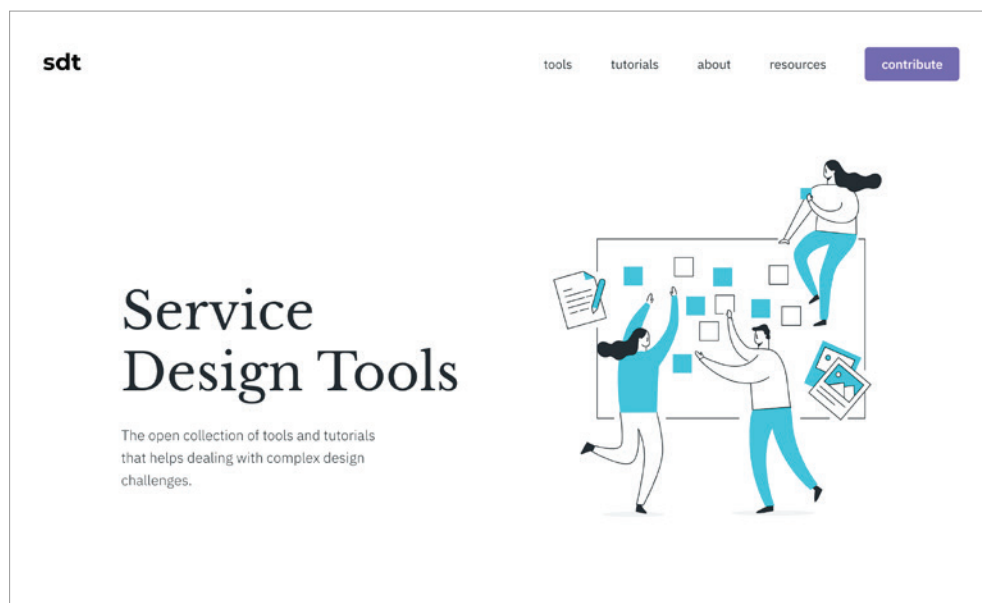 sdt
tools tutorials about resources contribute
Service
Design Tools
The open collection of tools and tutorials
that helps dealing with complex design
challenges.